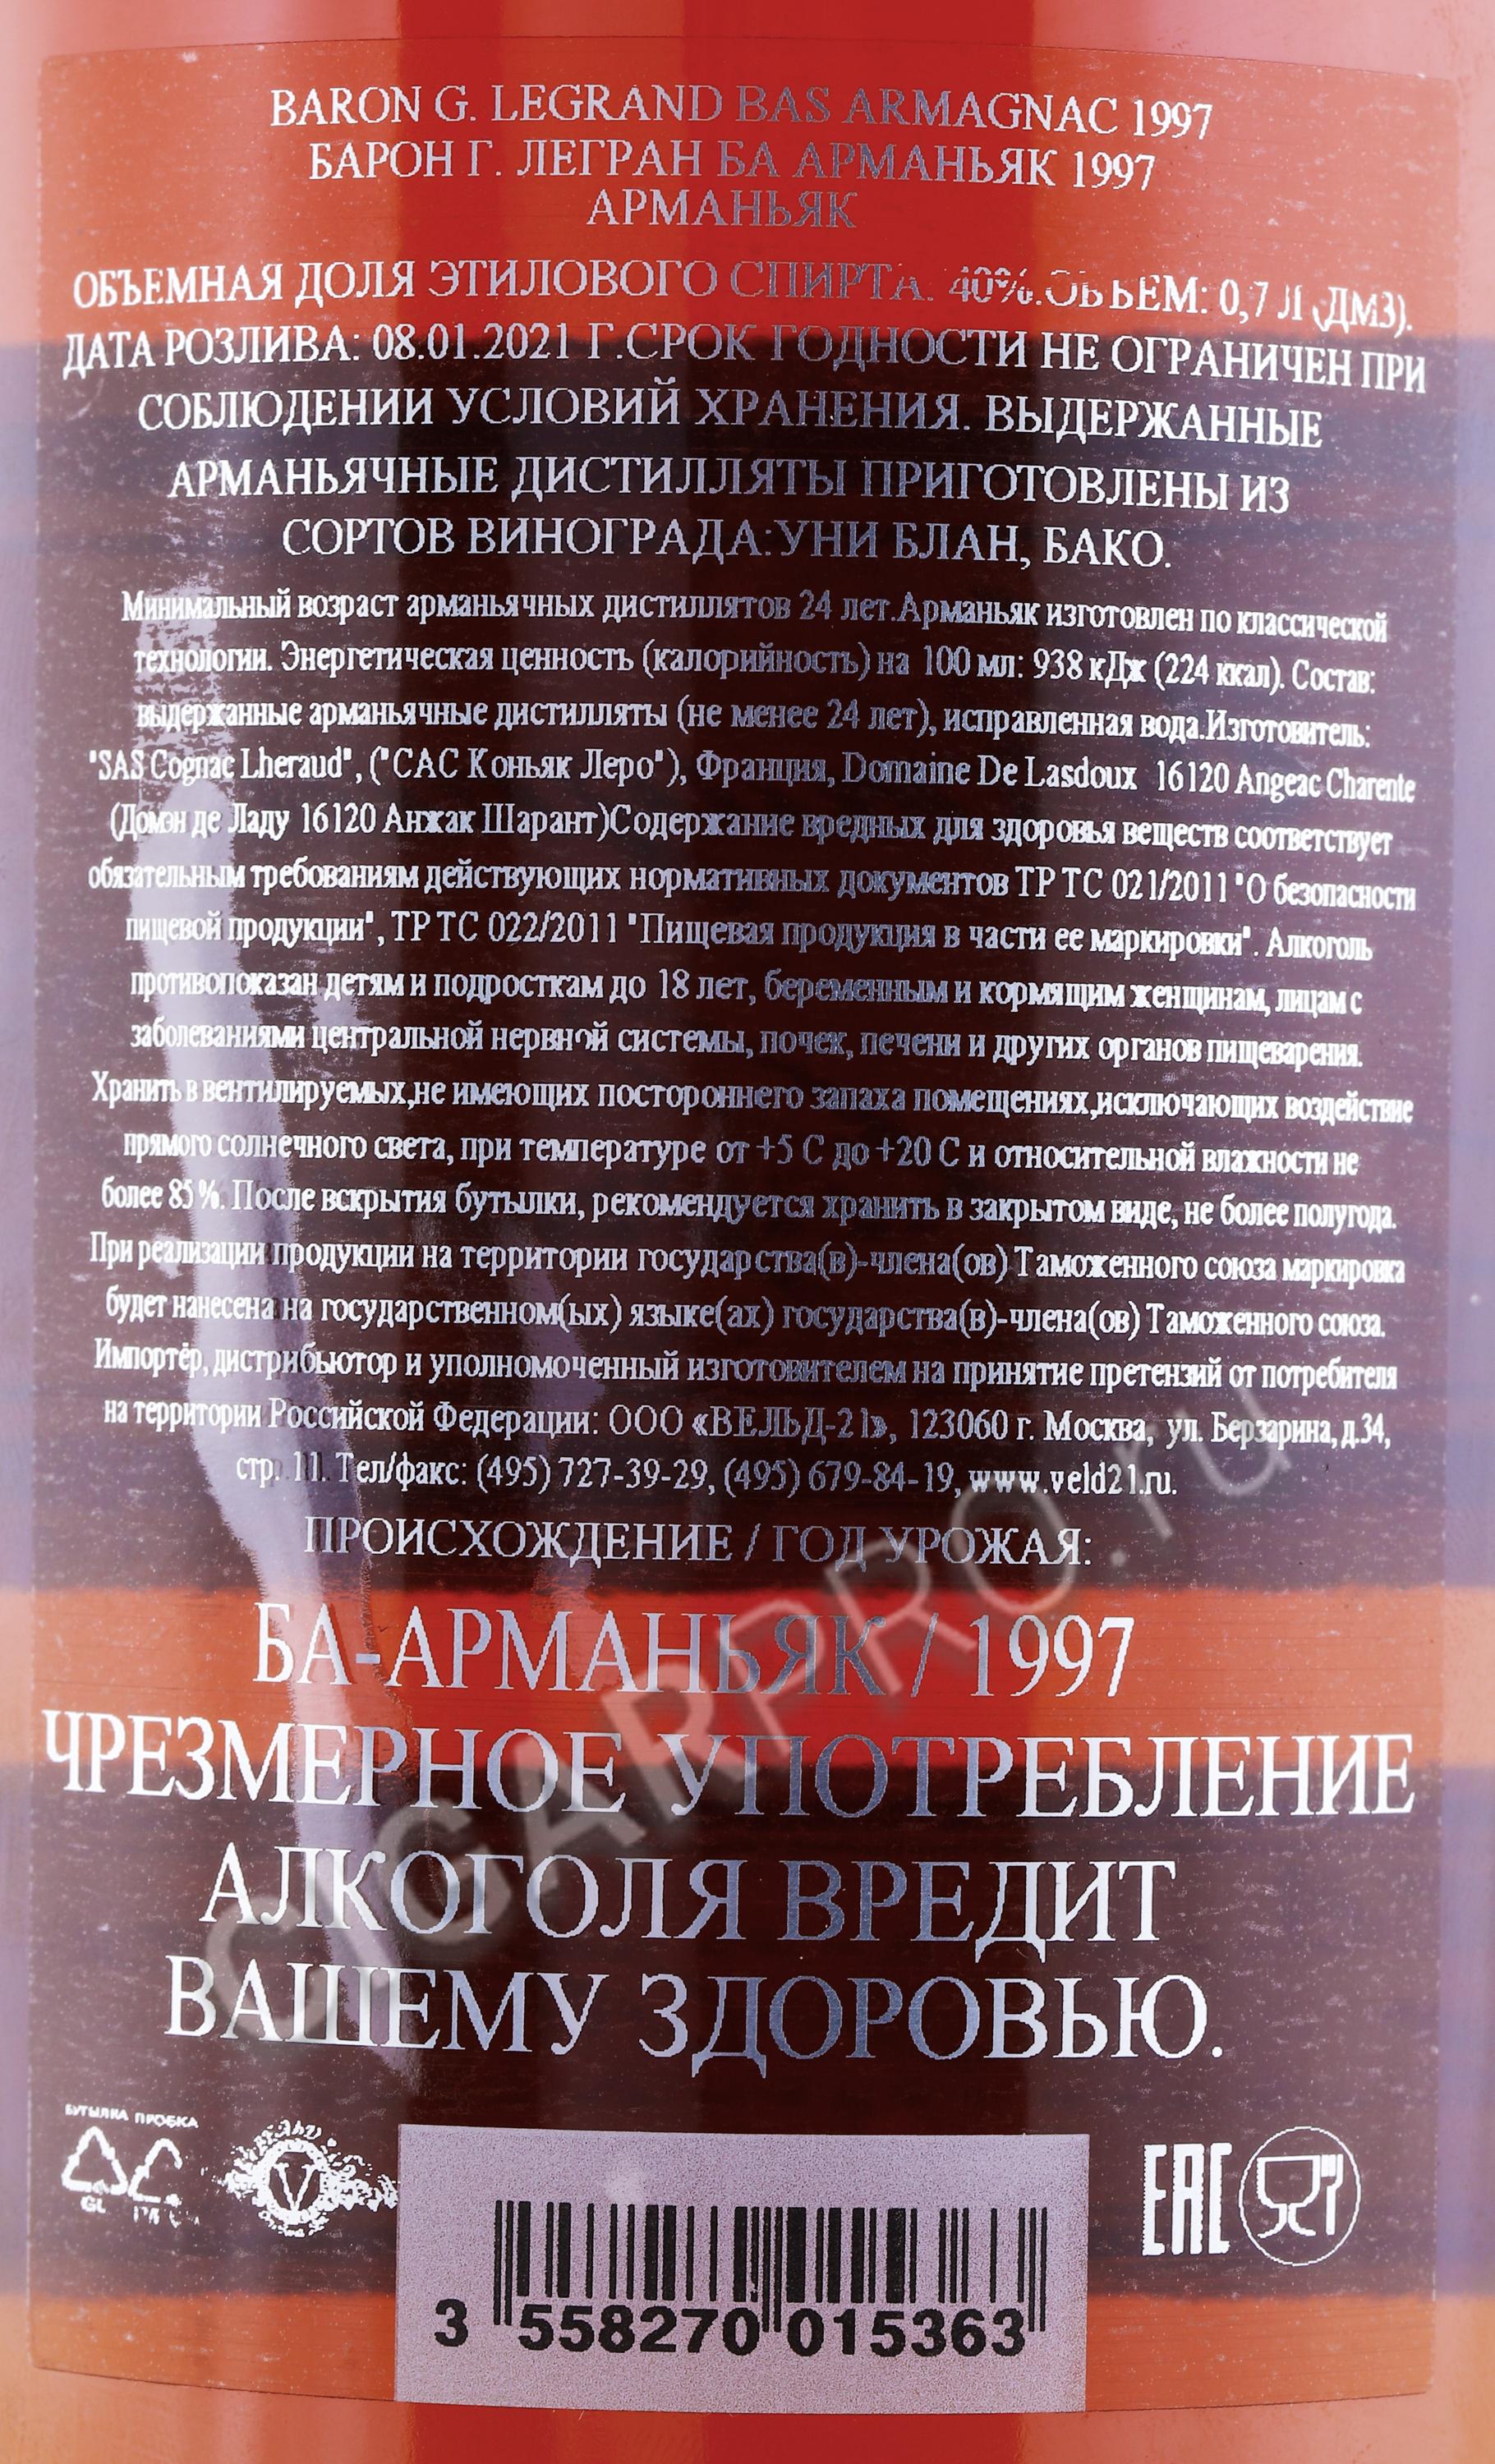 BARON G. LEGRAND BAS ARMAGNAC 1997
БАРОН Г. ЛЕГРАН БА АРМАНЬЯК 1997
АРМАНЬЯК
ОБЪЕМНАЯ ДОЛЯ ЭТИЛОВОГО СПИРТА: 40%.ОБЪЕМ: 0,7 Л (ДМ3).
ДАТА РОЗЛИВА: 08.01.2021 Г.СРОК ГОДНОСТИ НЕ ОГРАНИЧЕН ПРИ
СОБЛЮДЕНИИ УСЛОВИЙ ХРАНЕНИЯ. ВЫДЕРЖАННЫЕ
АРМАНЬЯЧНЫЕ ДИСТИЛЛЯТЫ ПРИГОТОВЛЕНЫ ИЗ
СОРТОВ ВИНОГРАДА:УНИ БЛАН, БАКО.
Минимальный возраст арманьячных дистиллятов 24 лет.Арманьяк изготовлен по классической
технологии. Энергетическая ценность (калорийность) на 100 мл: 938 кДж (224 ккал). Состав:
выдержанные арманьячные дистилляты (не менее 24 лет), исправленная вода.Изготовитель:
"SAS Cognac Lheraud", ("САС Коньяк Леро"), Франция, Domaine De Lasdoux 16120 Angeac Charente
(Домэн де Ладу 16120 Анжак Шарант)Содержание вредных для здоровья веществ соответствует
обязательным требованиям действующих нормативных документов ТР ТС 021/2011 "О безопасности
пищевой продукции", ТР ТС 022/2011 "Пищевая продукция в части ее маркировки". Алкоголь
противопоказан детям и подросткам до 18 лет, беременным и кормящим женщинам, лицам с
заболеваниями центральной нервной системы, почек, печени и других органов пищеварения.
Хранить в вентилируемых,не имеющих постороннего запаха помещениях,исключающих воздействие
прямого солнечного света, при температуре от +5 С до +20 С и относительной влажности не
более 85%. После вскрытия бутылки, рекомендуется хранить в закрытом виде, не более полугода.
При реализации продукции на территории государства(в)-члена(ов) Таможенного союза маркировка
будет нанесена на государственном(ых) языке(ах) государства(в)-члена(ов) Таможенного союза.
Импортёр, дистрибьютор и уполномоченный изготовителем на принятие претензий от потребителя
на территории Российской Федерации: ООО «ВЕЛЬД-21», 123060 г. Москва, ул. Берзарина, д.34,
стр. 111. Тел/факс: (495) 727-39-29, (495) 679-84-19, www.veld21.ru.
ПРОИСХОЖДЕНИЕ / ГОД УРОЖАЯ:
БА-АРМАНЬЯК / 1997
ЧРЕЗМЕРНОЕ УПОТРЕБЛЕНИЕ
АЛКОГОЛЯ ВРЕДИТ
ВАШЕМУ ЗДОРОВЬЮ.
CIGARPRO.ru
БУТЫЛКА ПРОБКА
GL
V
EAC
3 558270 015363